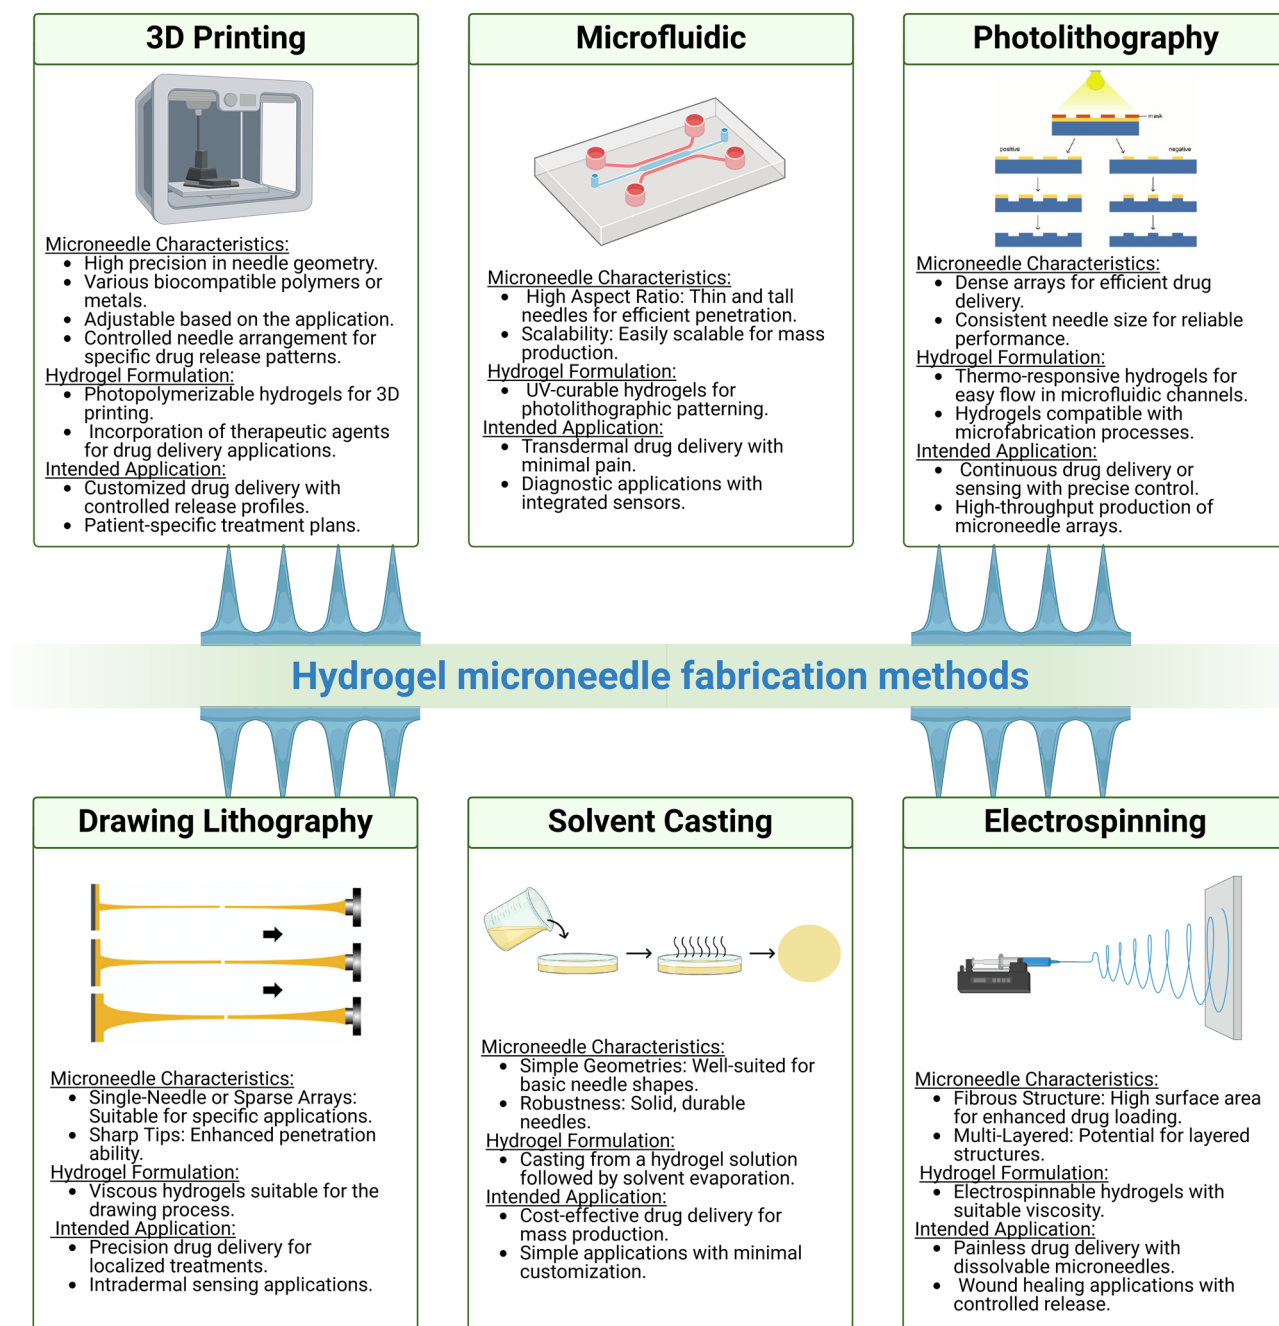 3D Printing
Microneedle Characteristics:
• High precision in needle geometry.
• Various biocompatible polymers or
metals.
• Adjustable based on the application.
• Controlled needle arrangement for
specific drug release patterns.
Hydrogel Formulation:
• Photopolymerizable hydrogels for 3D
printing.
• Incorporation of therapeutic agents
for drug delivery applications.
Intended Application:
• Customized drug delivery with
controlled release profiles.
• Patient-specific treatment plans.
Microfluidic
Microneedle Characteristics:
• High Aspect Ratio: Thin and tall
needles for efficient penetration.
• Scalability: Easily scalable for mass
production.
Hydrogel Formulation:
• UV-curable hydrogels for
photolithographic patterning.
Intended Application:
• Transdermal drug delivery with
minimal pain.
• Diagnostic applications with
integrated sensors.
Photolithography
mask
positive
negative
Microneedle Characteristics:
• Dense arrays for efficient drug
delivery.
• Consistent needle size for reliable
performance.
Hydrogel Formulation:
• Thermo-responsive hydrogels for
easy flow in microfluidic channels.
• Hydrogels compatible with
microfabrication processes.
Intended Application:
• Continuous drug delivery or
sensing with precise control.
• High-throughput production of
microneedle arrays.
Hydrogel microneedle fabrication methods
Drawing Lithography
Microneedle Characteristics:
• Single-Needle or Sparse Arrays:
Suitable for specific applications.
• Sharp Tips: Enhanced penetration
ability.
Hydrogel Formulation:
• Viscous hydrogels suitable for the
drawing process.
Intended Application:
• Precision drug delivery for
localized treatments.
• Intradermal sensing applications.
Solvent Casting
Microneedle Characteristics:
• Simple Geometries: Well-suited for
basic needle shapes.
• Robustness: Solid, durable
needles.
Hydrogel Formulation:
• Casting from a hydrogel solution
followed by solvent evaporation.
Intended Application:
• Cost-effective drug delivery for
mass production.
• Simple applications with minimal
customization.
Electrospinning
Microneedle Characteristics:
• Fibrous Structure: High surface area
for enhanced drug loading.
• Multi-Layered: Potential for layered
structures.
Hydrogel Formulation:
• Electrospinnable hydrogels with
suitable viscosity.
Intended Application:
• Painless drug delivery with
dissolvable microneedles.
• Wound healing applications with
controlled release.